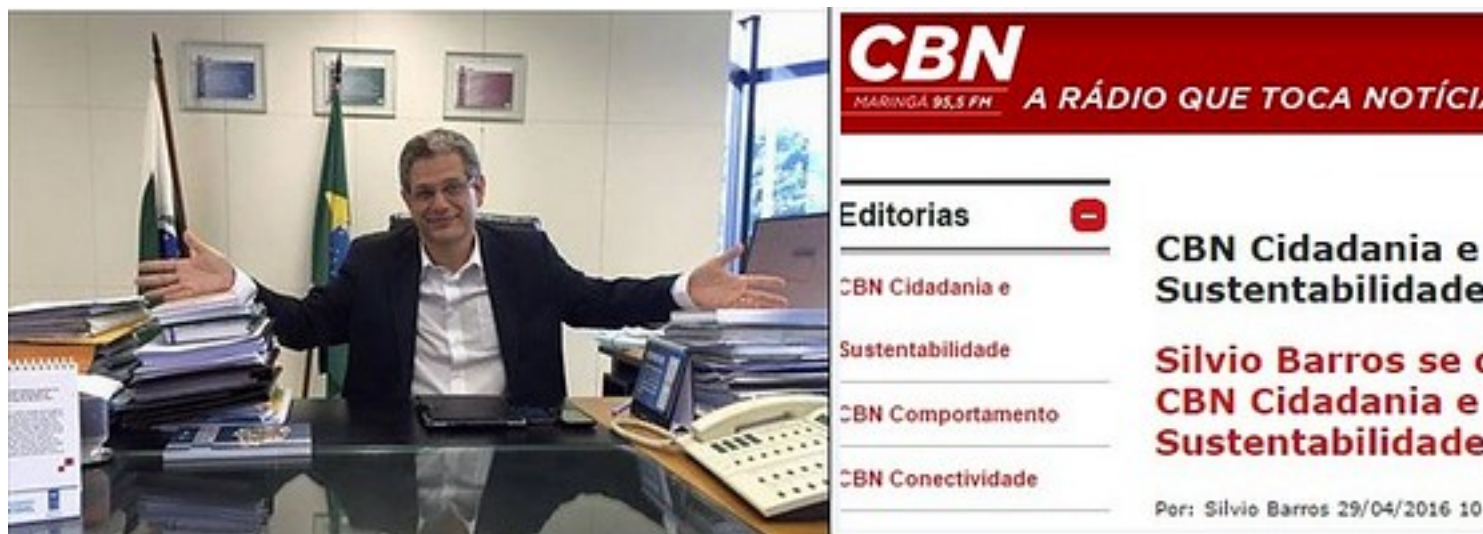 CBN
MARINGÁ 95,5 FM
A RÁDIO QUE TOCA
Editorias
CBN Cidadania e
Sustentabilidade
CBN Comportamento
CBN Conectividade
CBN Cidadania e
Sustentabilidade
Silvio Barros se
CBN Cidadania e
Sustentabilidade
Por: Silvio Barros 29/04/2016 10